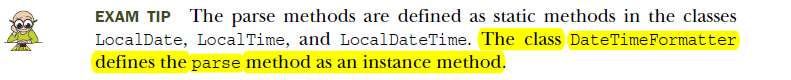 EXAM TIP The parse methods are defined as static methods in the classes
LocalDate, LocalTime, and LocalDateTime. The class DateTimeFormatter
defines the parse method as an instance method.